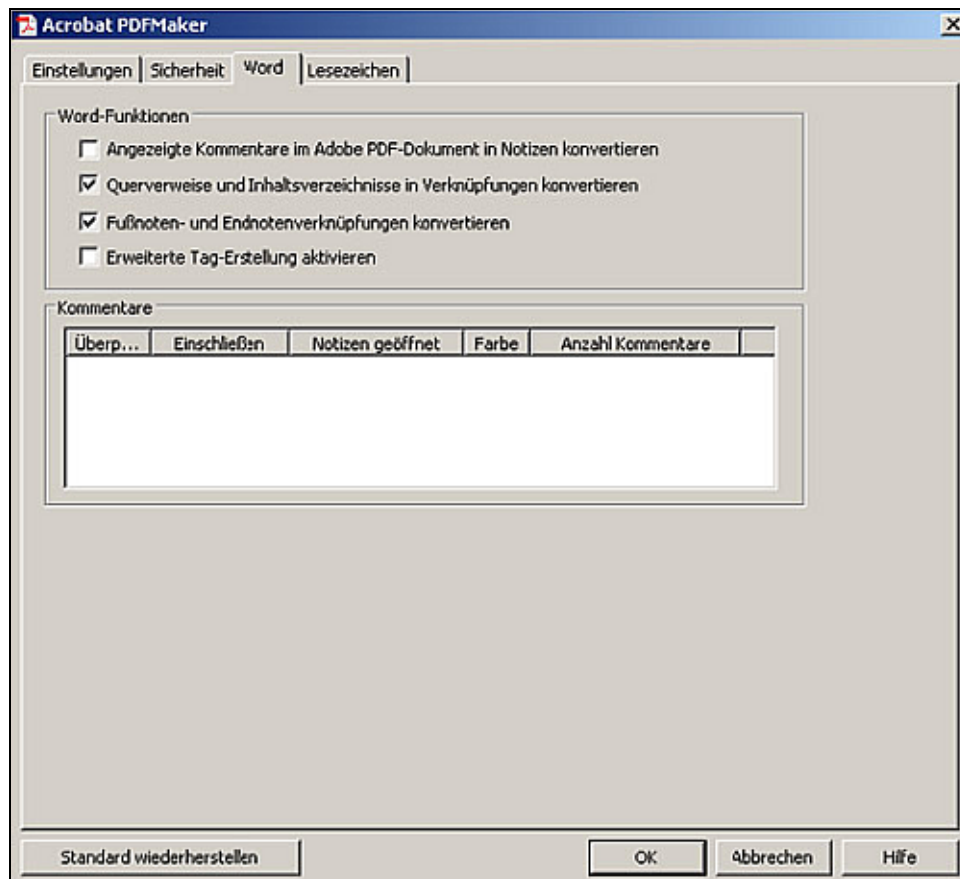 Acrobat PDFMaker
Einstellungen Sicherheit Word Lesezeichen
Word-Funktionen
Angezeigte Kommentare im Adobe PDF-Dokument in Notizen konvertieren
Querverweise und Inhaltsverzeichnisse in Verknüpfungen konvertieren
Fußnoten- und Endnotenverknüpfungen konvertieren
Erweiterte Tag-Erstellung aktivieren
Kommentare
Überp... Einschließen Notizen geöffnet Farbe Anzahl Kommentare
Standard wiederherstellen OK Abbrechen Hilfe